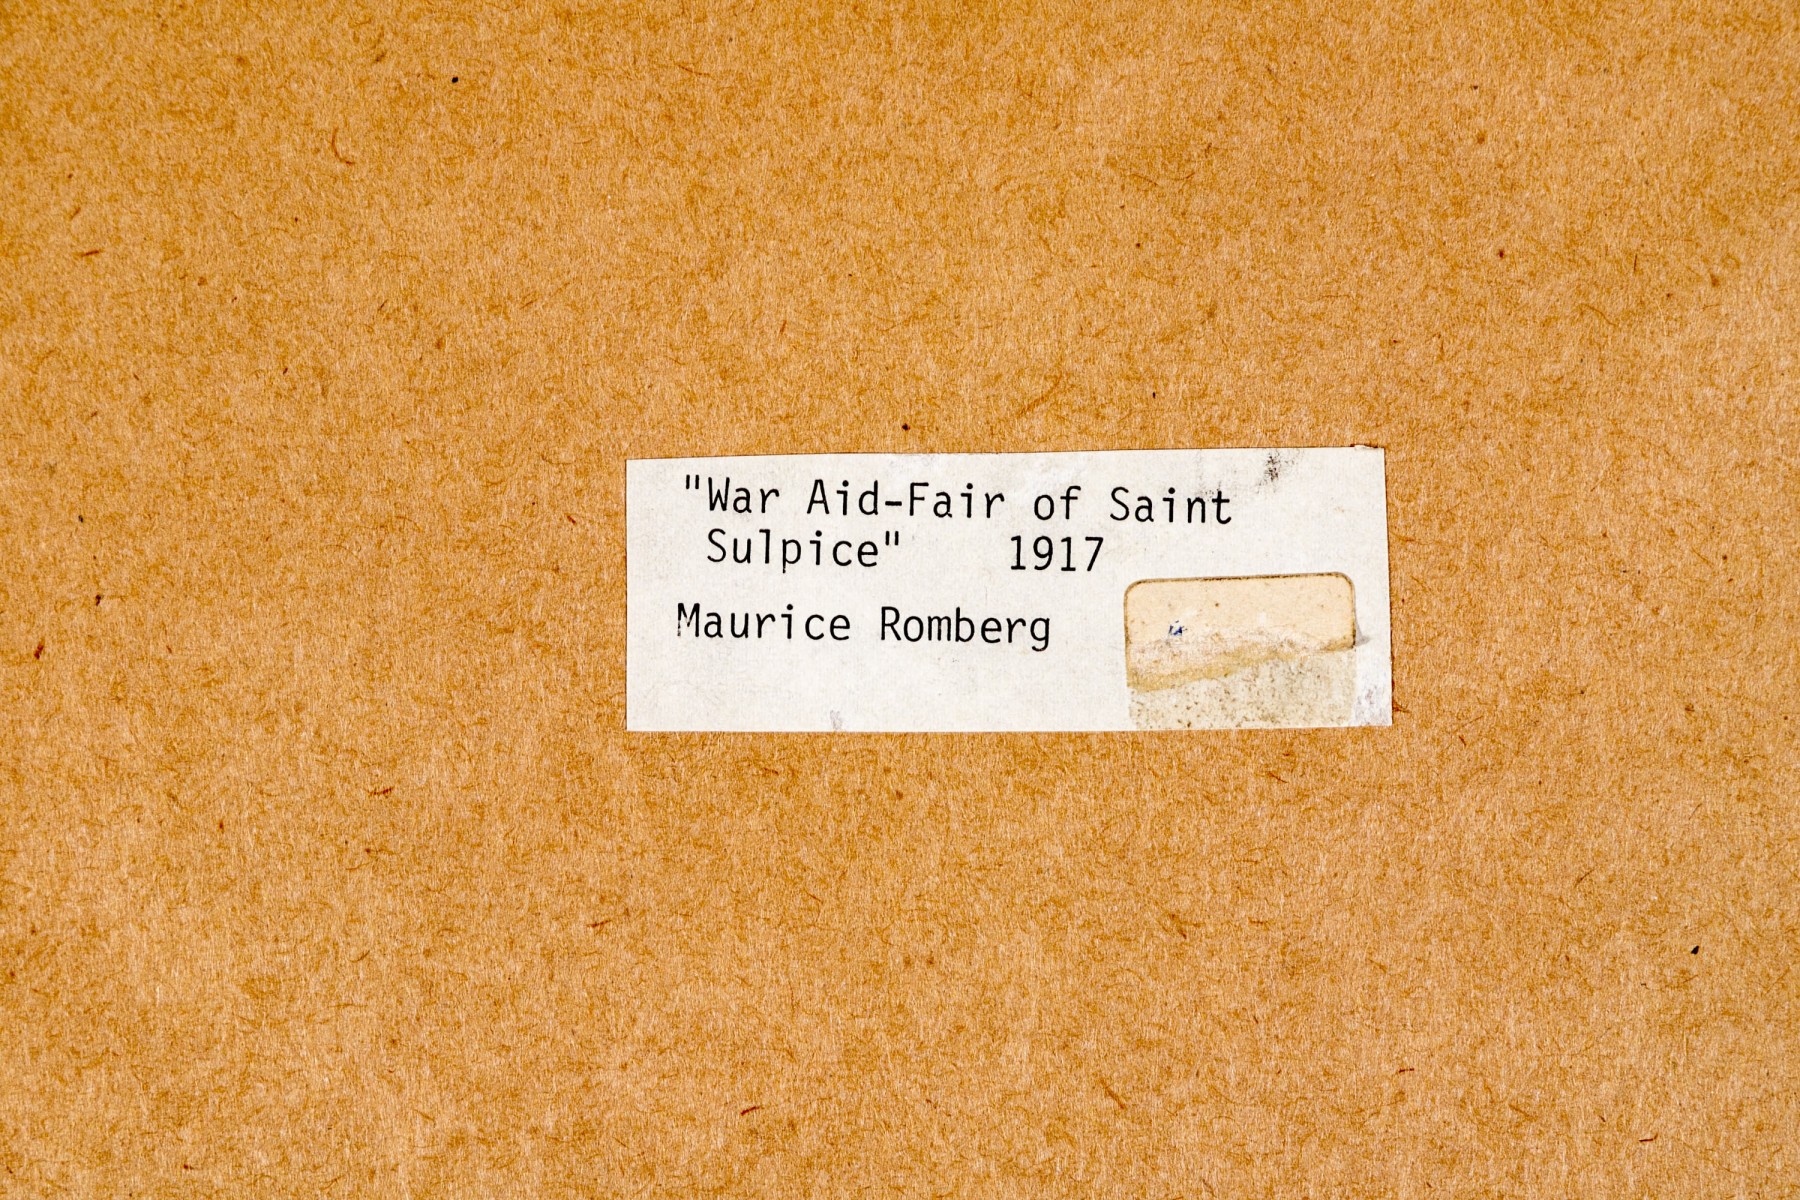 "War Aid-Fair of Saint
Sulpice" 1917
Maurice Romberg